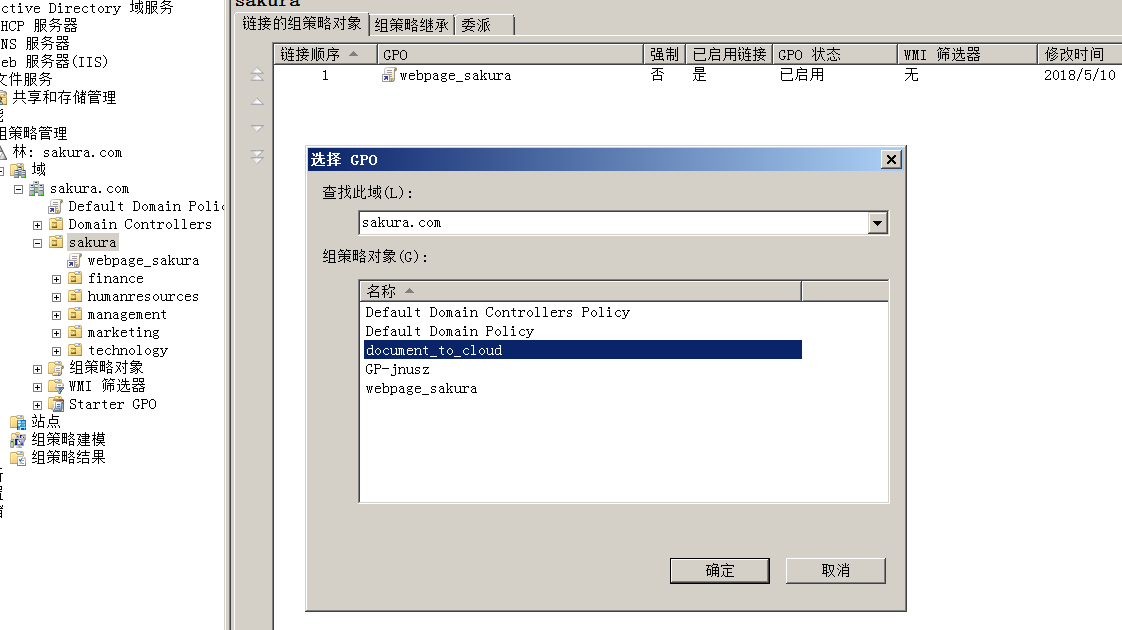 ctive Directory 域服务
HCP 服务器
NS 服务器
eb 服务器(IIS)
文件服务
共享和存储管理
能
组策略管理
林: sakura.com
域
sakura.com
Default Domain Polic
Domain Controllers
sakura
webpage_sakura
finance
humanresources
management
marketing
technology
组策略对象
WMI 筛选器
Starter GPO
站点
组策略建模
组策略结果
sakura
链接的组策略对象 组策略继承 委派
链接顺序 GPO 强制 已启用链接 GPO 状态 WMI 筛选器 修改时间
1 webpage_sakura 否 是 已启用 无 2018/5/10
选择 GPO
查找此域(L):
sakura.com
组策略对象(G):
名称
Default Domain Controllers Policy
Default Domain Policy
document_to_cloud
GP-jnusz
webpage_sakura
确定 取消